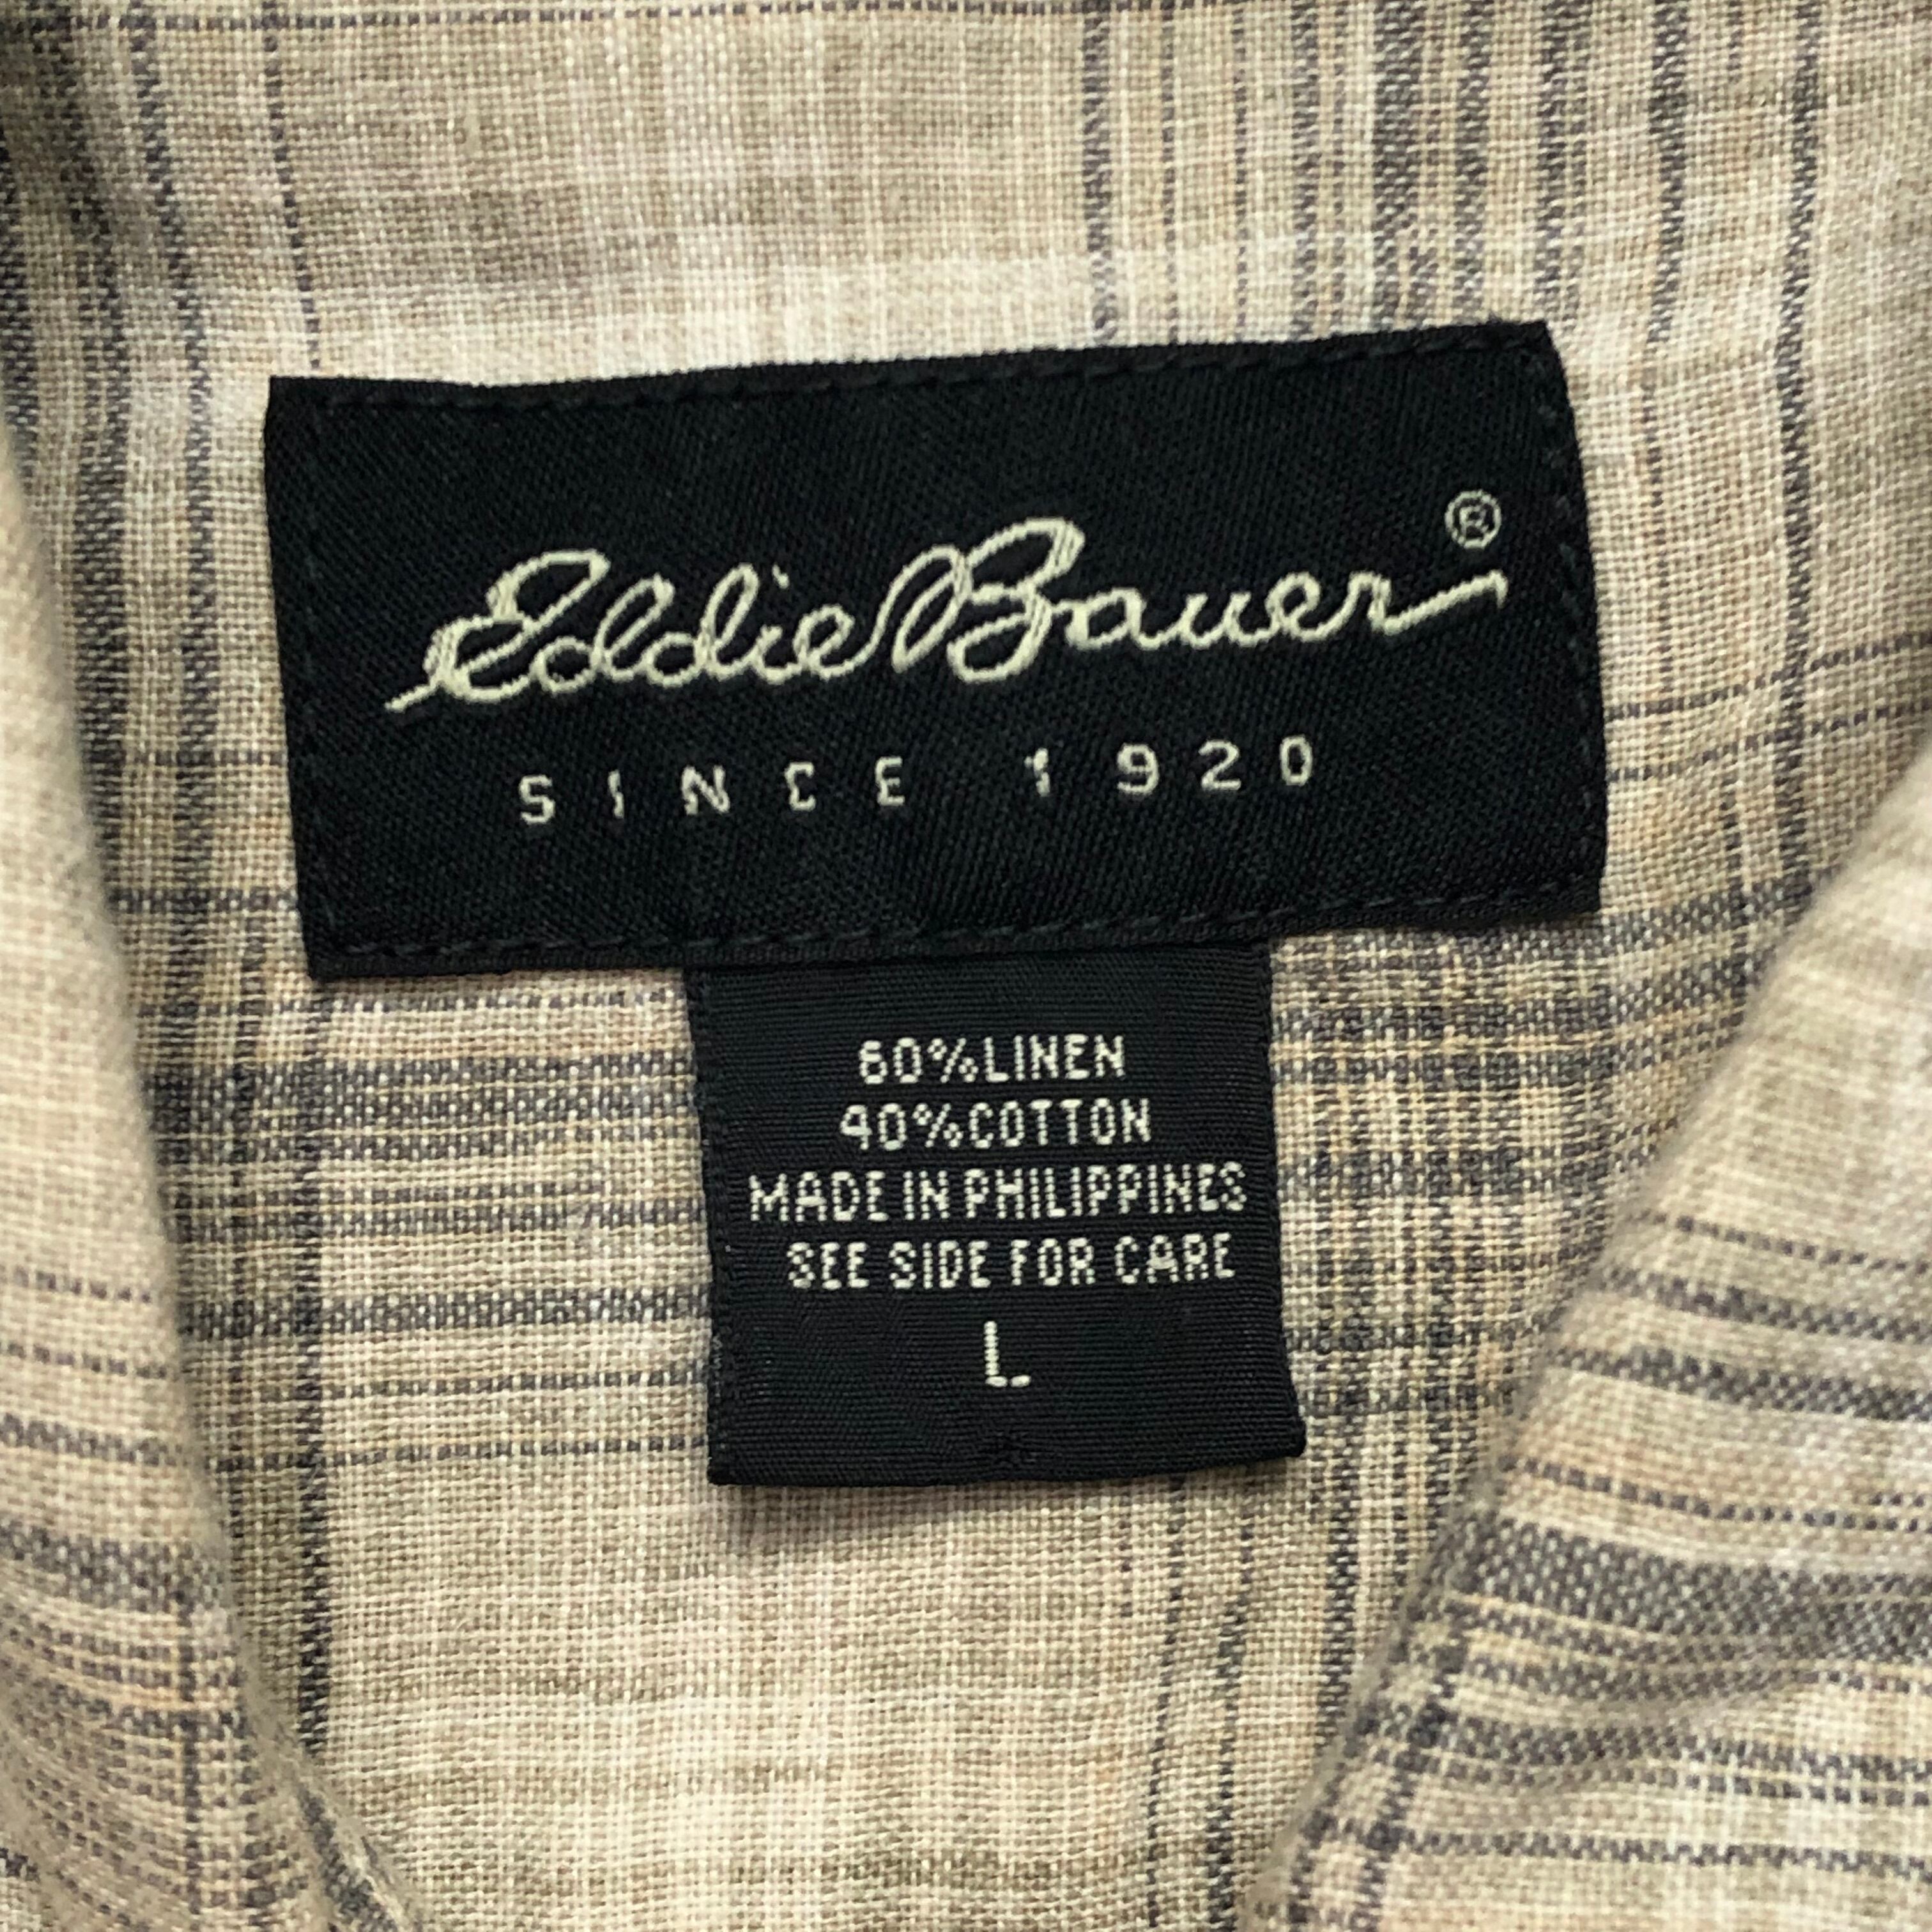 Eddie Bauer®
SINCE 1920
60%LINEN
40%COTTON
MADE IN PHILIPPINES
SEE SIDE FOR CARE
L